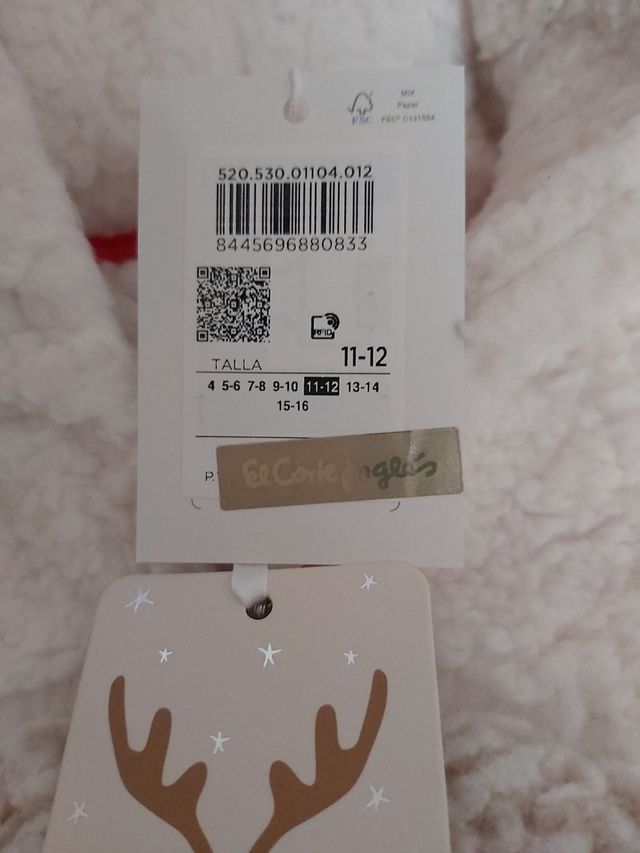 MIX
Paper
FSC
FSC® C131584
520.530.01104.012
8445696880833
RFID
TALLA
11-12
4 5-6 7-8 9-10 11-12 13-14
15-16
P.
El Corte Inglés